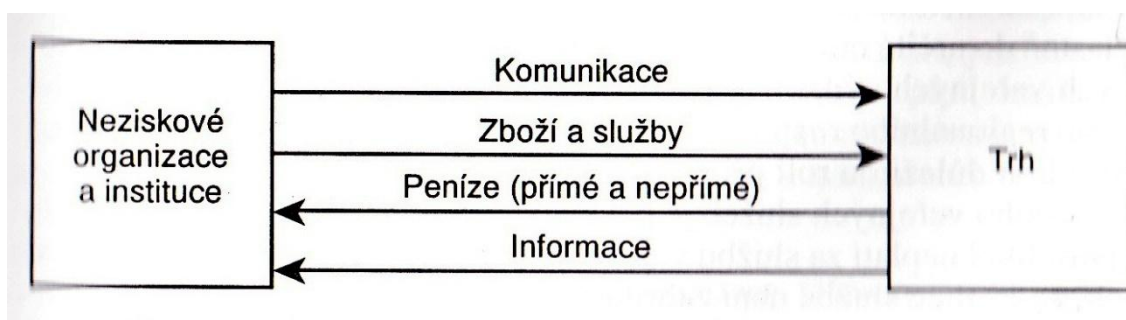 Neziskové
organizace
a instituce
Komunikace
Zboží a služby
Peníze (přímé a nepřímé)
Informace
Trh